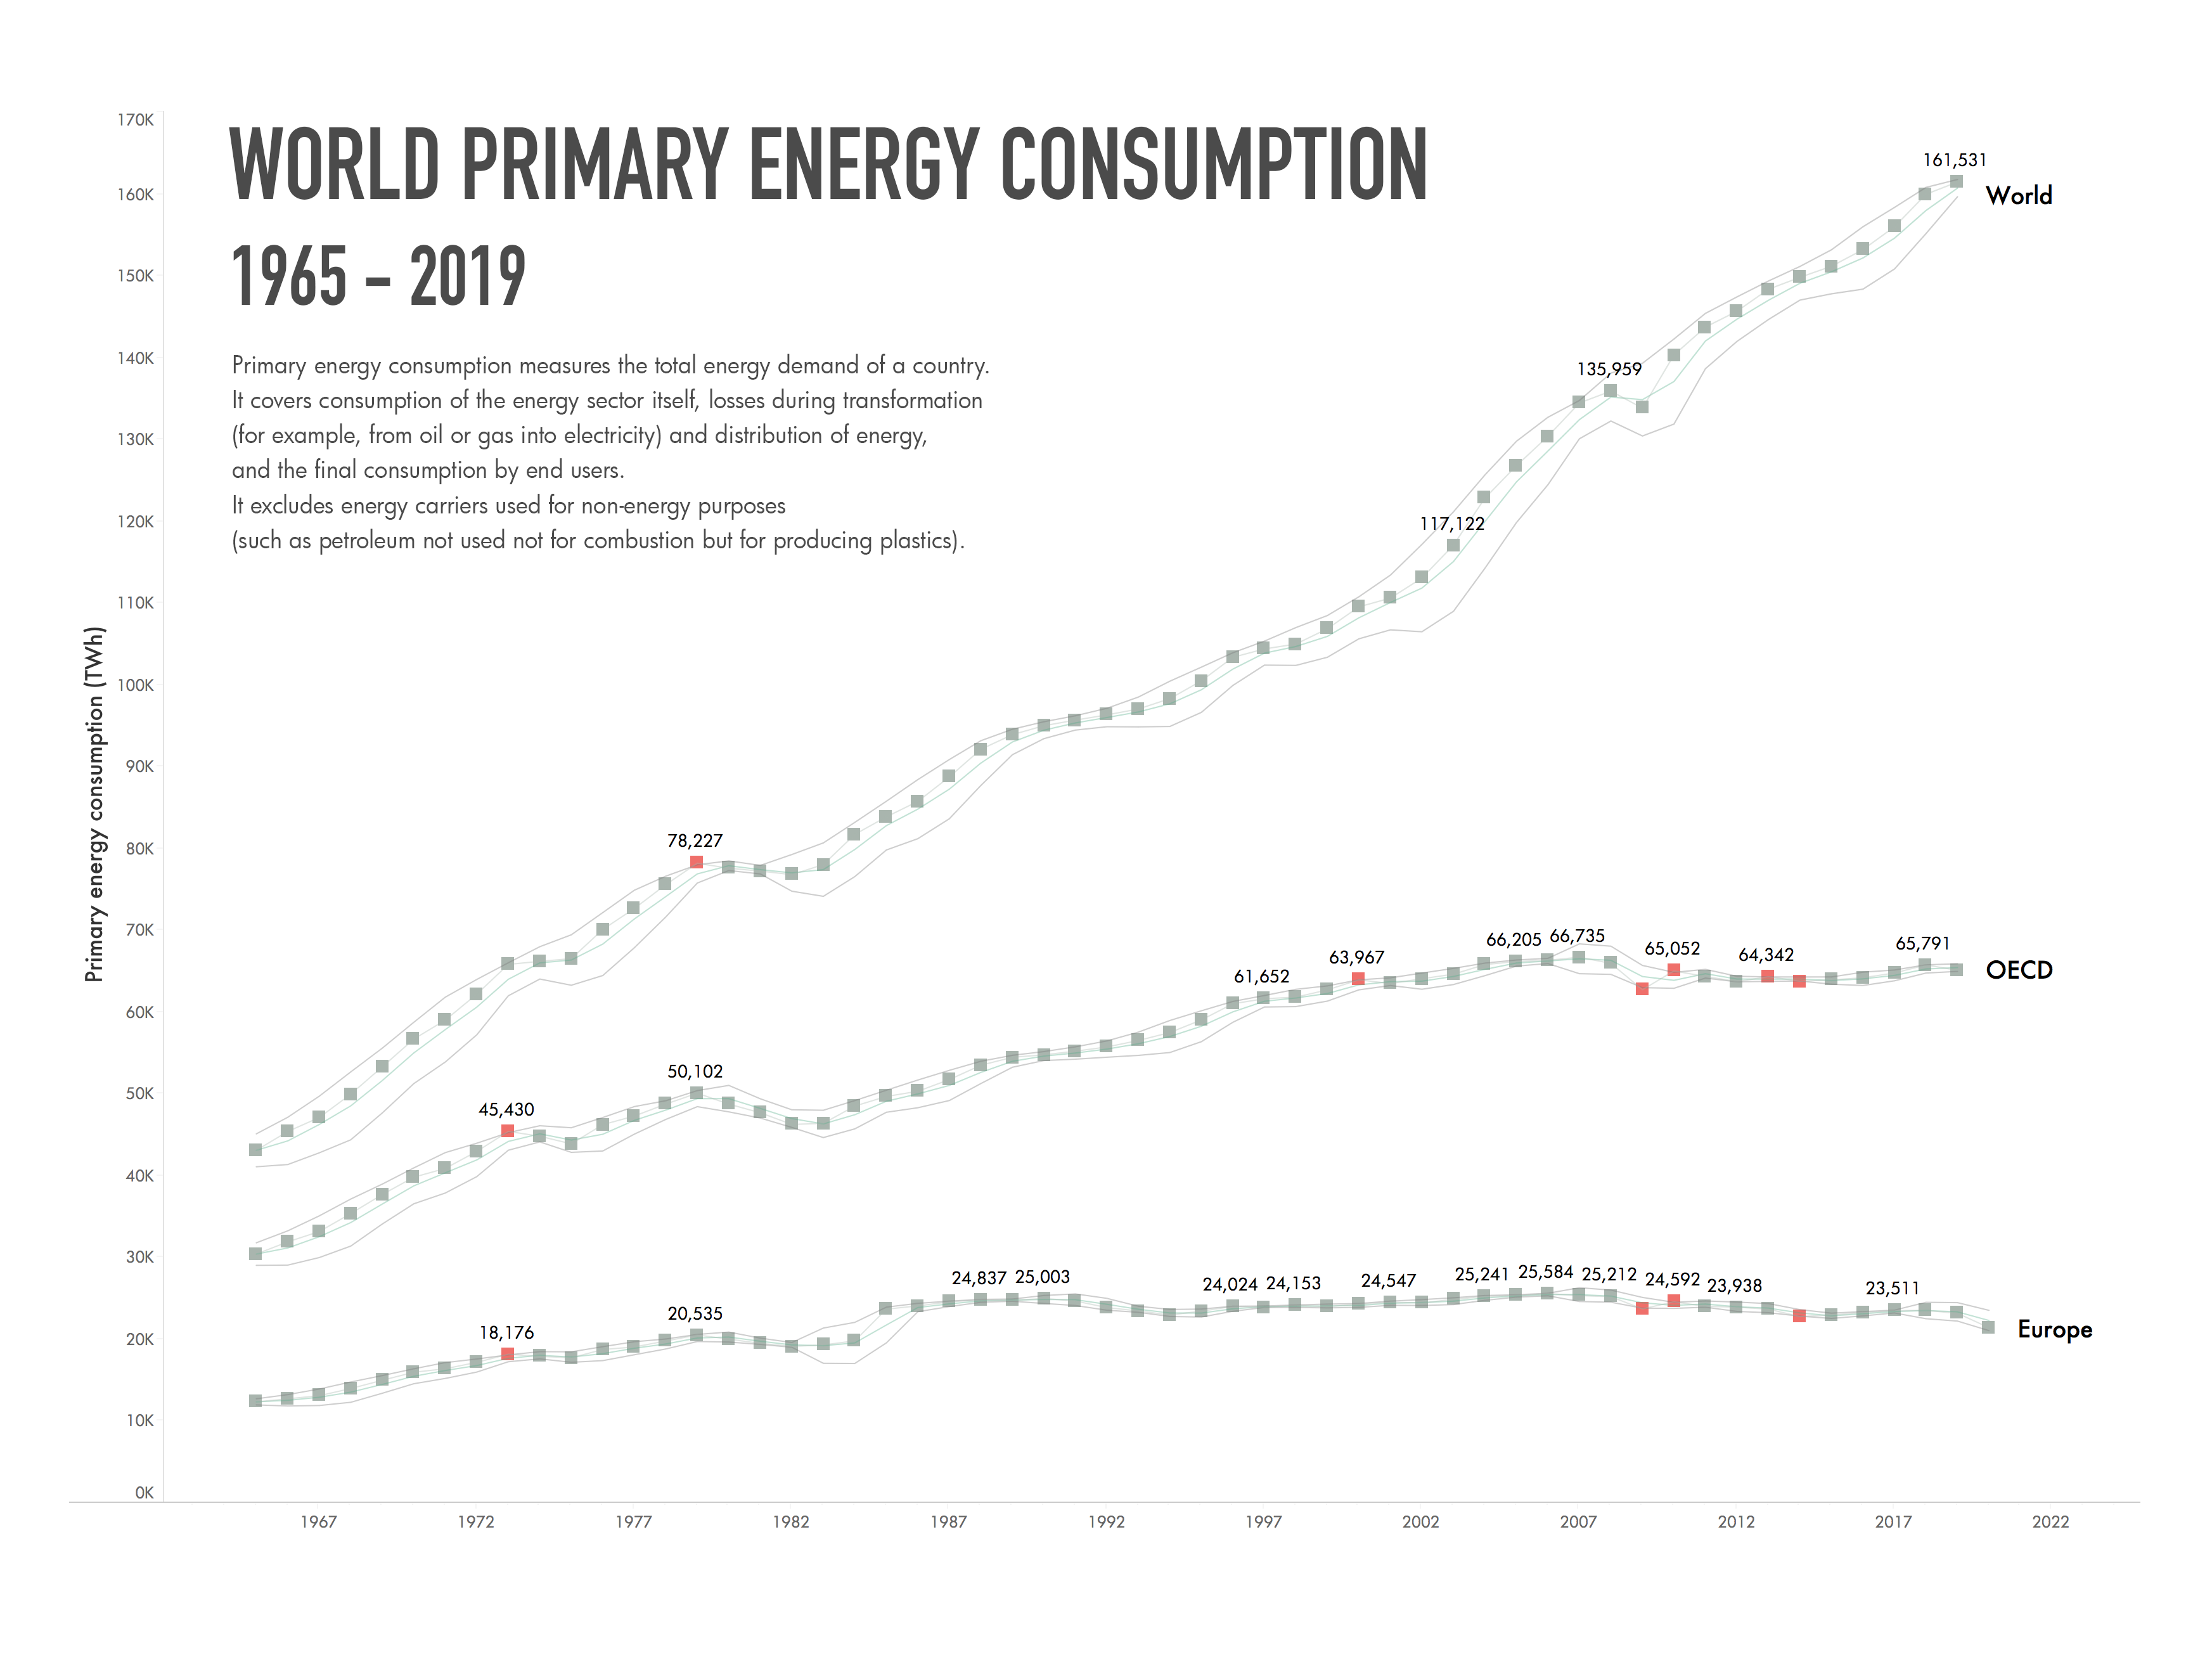 WORLD PRIMARY ENERGY CONSUMPTION
1965 – 2019
Primary energy consumption measures the total energy demand of a country.
It covers consumption of the energy sector itself, losses during transformation
(for example, from oil or gas into electricity) and distribution of energy,
and the final consumption by end users.
It excludes energy carriers used for non-energy purposes
(such as petroleum not used not for combustion but for producing plastics).
Primary energy consumption (TWh)
170K
160K
150K
140K
130K
120K
110K
100K
90K
80K
70K
60K
50K
40K
30K
20K
10K
0K
161,531
World
135,959
117,122
78,227
66,205 66,735
65,052
64,342
65,791
63,967
61,652
OECD
50,102
45,430
24,837 25,003
24,024 24,153
24,547
25,241 25,584 25,212 24,592 23,938
23,511
20,535
18,176
Europe
1967 1972 1977 1982 1987 1992 1997 2002 2007 2012 2017 2022